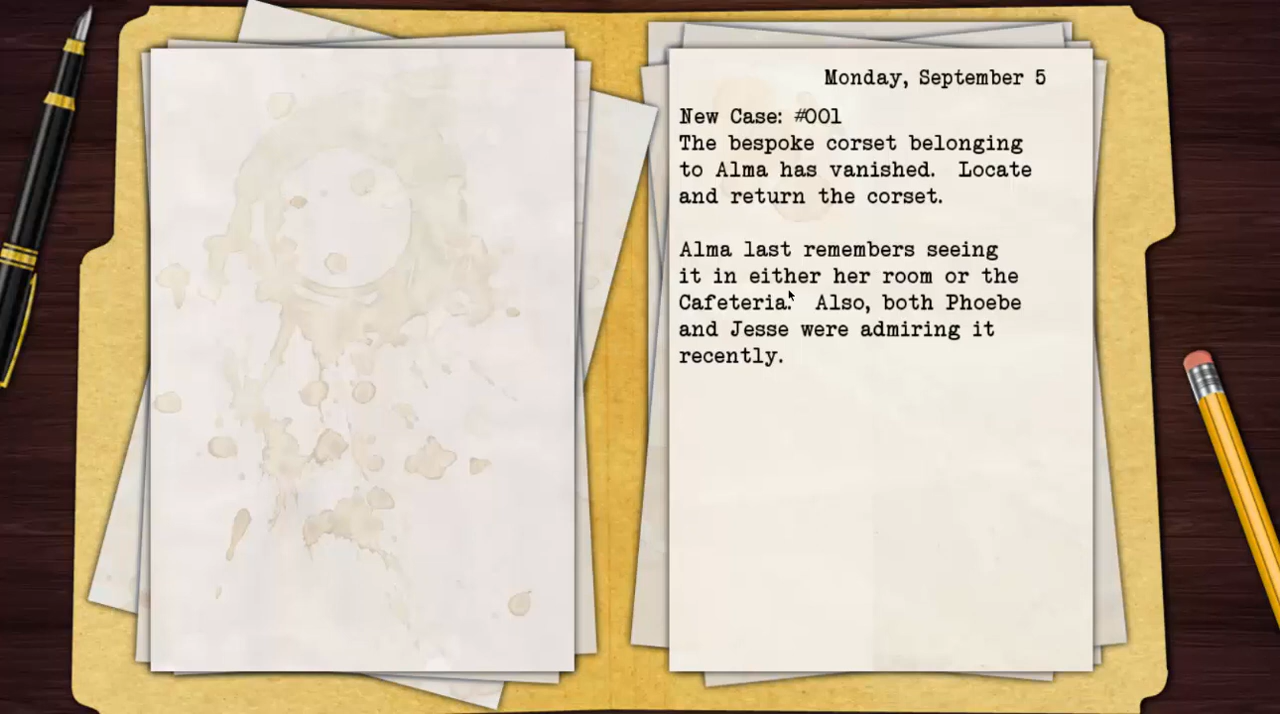 Monday, September 5
New Case: #001
The bespoke corset belonging
to Alma has vanished.  Locate
and return the corset.
Alma last remembers seeing
it in either her room or the
Cafeteria.  Also, both Phoebe
and Jesse were admiring it
recently.